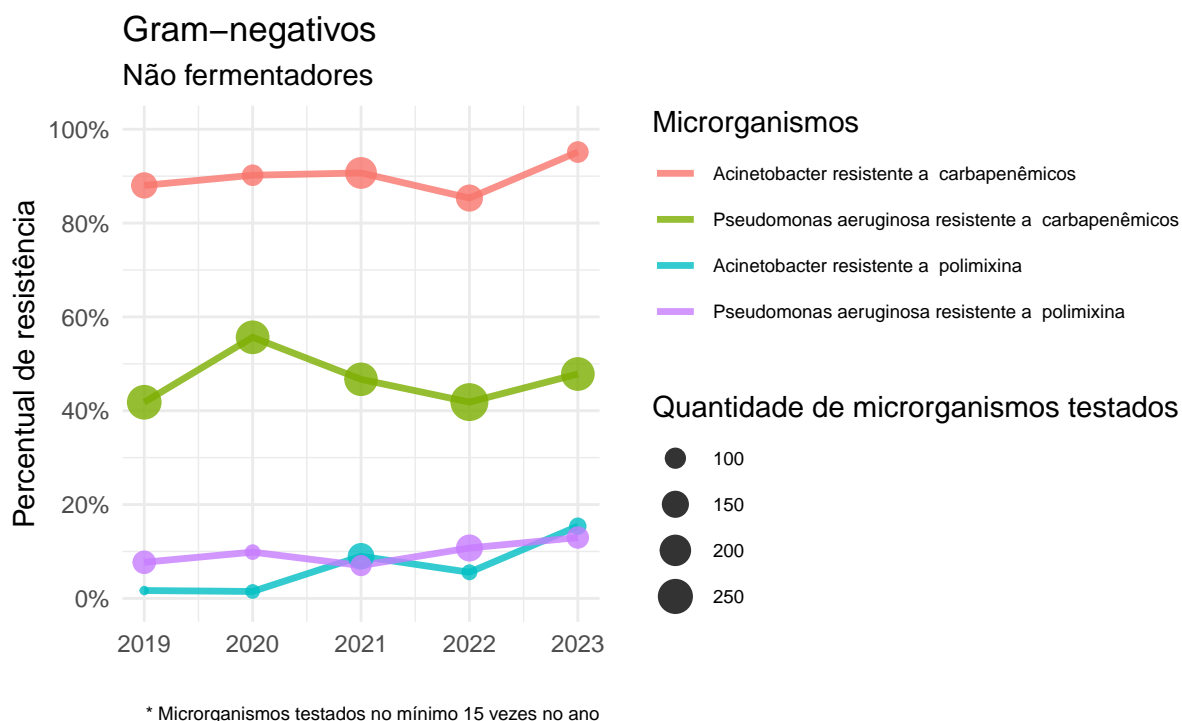 Gram−negativos
Não fermentadores
Percentual de resistência
100%
80%
60%
40%
20%
0%
2019 2020 2021 2022 2023
Microrganismos
Acinetobacter resistente a  carbapenêmicos
Pseudomonas aeruginosa resistente a  carbapenêmicos
Acinetobacter resistente a  polimixina
Pseudomonas aeruginosa resistente a  polimixina
Quantidade de microrganismos testados
100
150
200
250
* Microrganismos testados no mínimo 15 vezes no ano